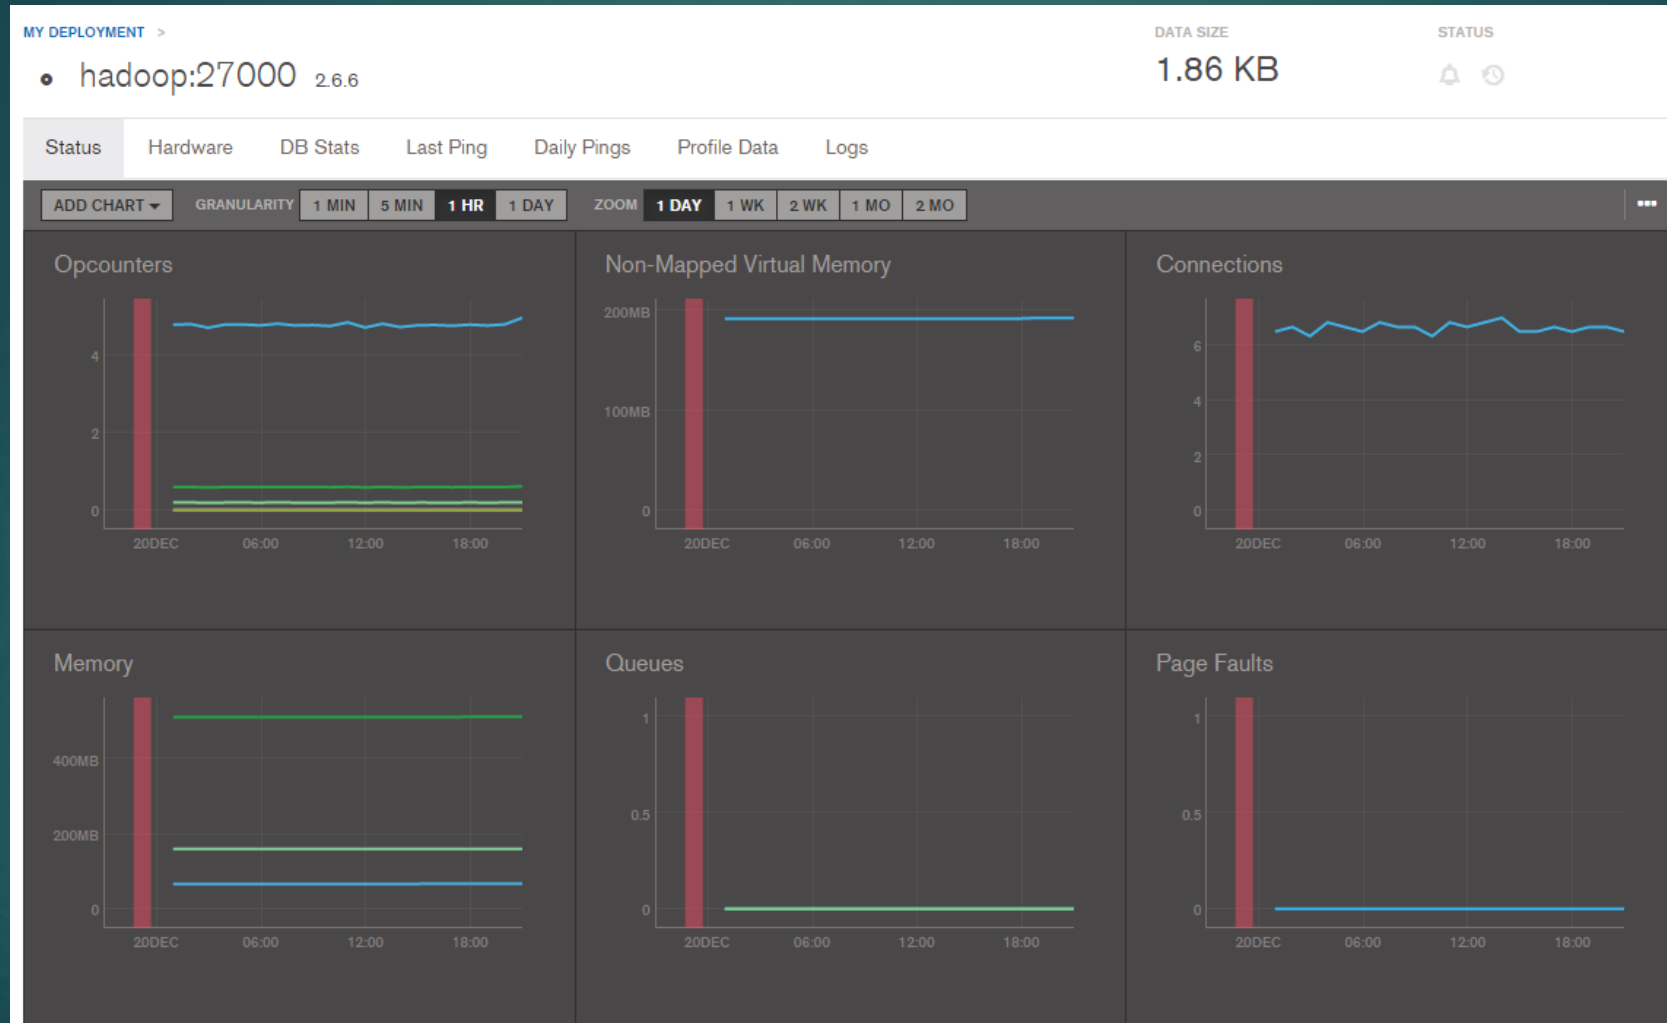 MY DEPLOYMENT >
hadoop:27000 2.6.6
DATA SIZE
1.86 KB
STATUS
Status Hardware DB Stats Last Ping Daily Pings Profile Data Logs
ADD CHART GRANULARITY 1 MIN 5 MIN 1 HR 1 DAY ZOOM 1 DAY 1 WK 2 WK 1 MO 2 MO
Opcounters
4
2
0
20DEC 06:00 12:00 18:00
Non-Mapped Virtual Memory
200MB
100MB
0
20DEC 06:00 12:00 18:00
Connections
6
4
2
0
20DEC 06:00 12:00 18:00
Memory
400MB
200MB
0
20DEC 06:00 12:00 18:00
Queues
1
0.5
0
20DEC 06:00 12:00 18:00
Page Faults
1
0.5
0
20DEC 06:00 12:00 18:00